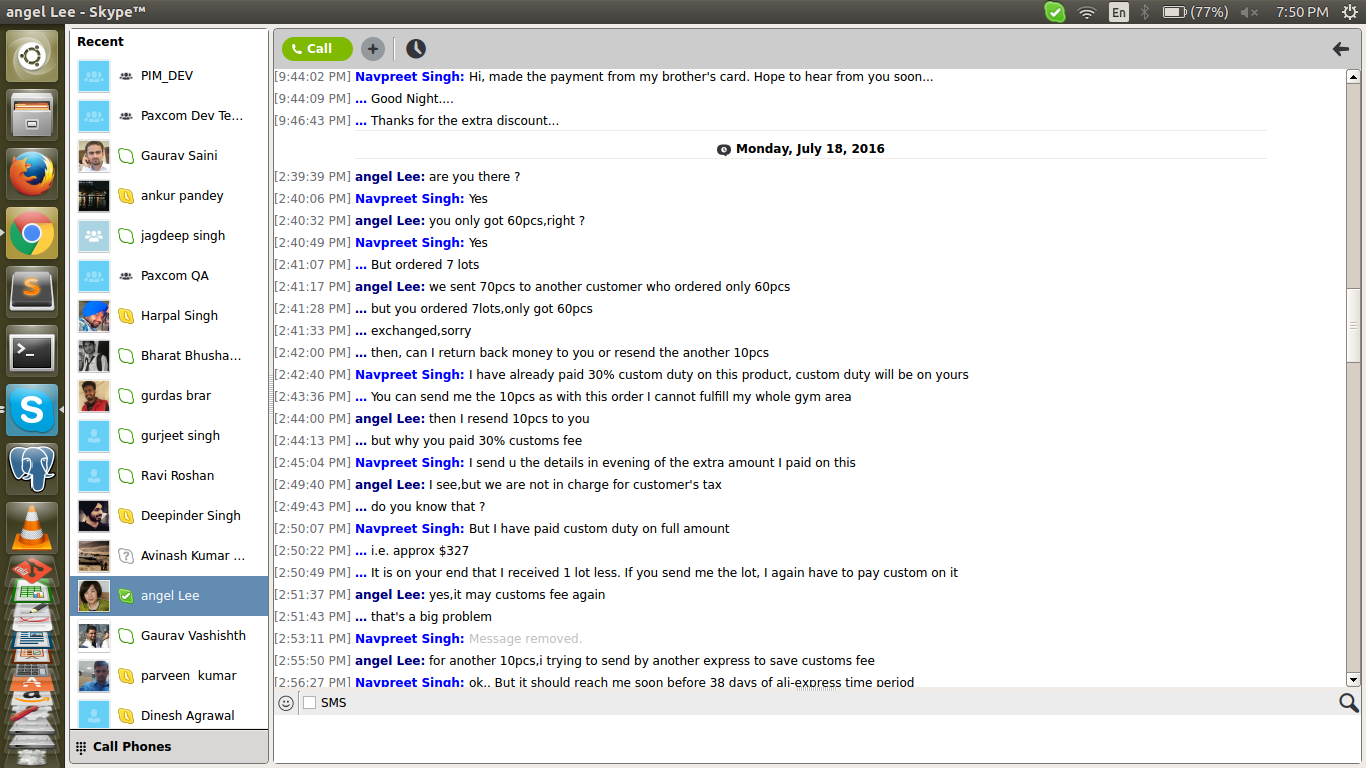 angel Lee - Skype™
En
(77%)
7:50 PM
Recent
PIM_DEV
Paxcom Dev Te...
Gaurav Saini
ankur pandey
jagdeep singh
Paxcom QA
Harpal Singh
Bharat Bhusha...
gurdas brar
gurjeet singh
Ravi Roshan
Deepinder Singh
Avinash Kumar ...
angel Lee
Gaurav Vashishth
parveen kumar
Dinesh Agrawal
Call Phones
Call
[9:44:02 PM] Navpreet Singh: Hi, made the payment from my brother's card. Hope to hear from you soon...
[9:44:09 PM] ... Good Night....
[9:46:43 PM] ... Thanks for the extra discount...
Monday, July 18, 2016
[2:39:39 PM] angel Lee: are you there ?
[2:40:06 PM] Navpreet Singh: Yes
[2:40:32 PM] angel Lee: you only got 60pcs,right ?
[2:40:49 PM] Navpreet Singh: Yes
[2:41:07 PM] ... But ordered 7 lots
[2:41:17 PM] angel Lee: we sent 70pcs to another customer who ordered only 60pcs
[2:41:28 PM] ... but you ordered 7lots,only got 60pcs
[2:41:33 PM] ... exchanged,sorry
[2:42:00 PM] ... then, can I return back money to you or resend the another 10pcs
[2:42:40 PM] Navpreet Singh: I have already paid 30% custom duty on this product, custom duty will be on yours
[2:43:36 PM] ... You can send me the 10pcs as with this order I cannot fulfill my whole gym area
[2:44:00 PM] angel Lee: then I resend 10pcs to you
[2:44:13 PM] ... but why you paid 30% customs fee
[2:45:04 PM] Navpreet Singh: I send u the details in evening of the extra amount I paid on this
[2:49:40 PM] angel Lee: I see,but we are not in charge for customer's tax
[2:49:43 PM] ... do you know that ?
[2:50:07 PM] Navpreet Singh: But I have paid custom duty on full amount
[2:50:22 PM] ... i.e. approx $327
[2:50:49 PM] ... It is on your end that I received 1 lot less. If you send me the lot, I again have to pay custom on it
[2:51:37 PM] angel Lee: yes,it may customs fee again
[2:51:43 PM] ... that's a big problem
[2:53:11 PM] Navpreet Singh: Message removed.
[2:55:50 PM] angel Lee: for another 10pcs,i trying to send by another express to save customs fee
[2:56:27 PM] Navpreet Singh: ok.. But it should reach me soon before 38 days of ali-express time period
SMS